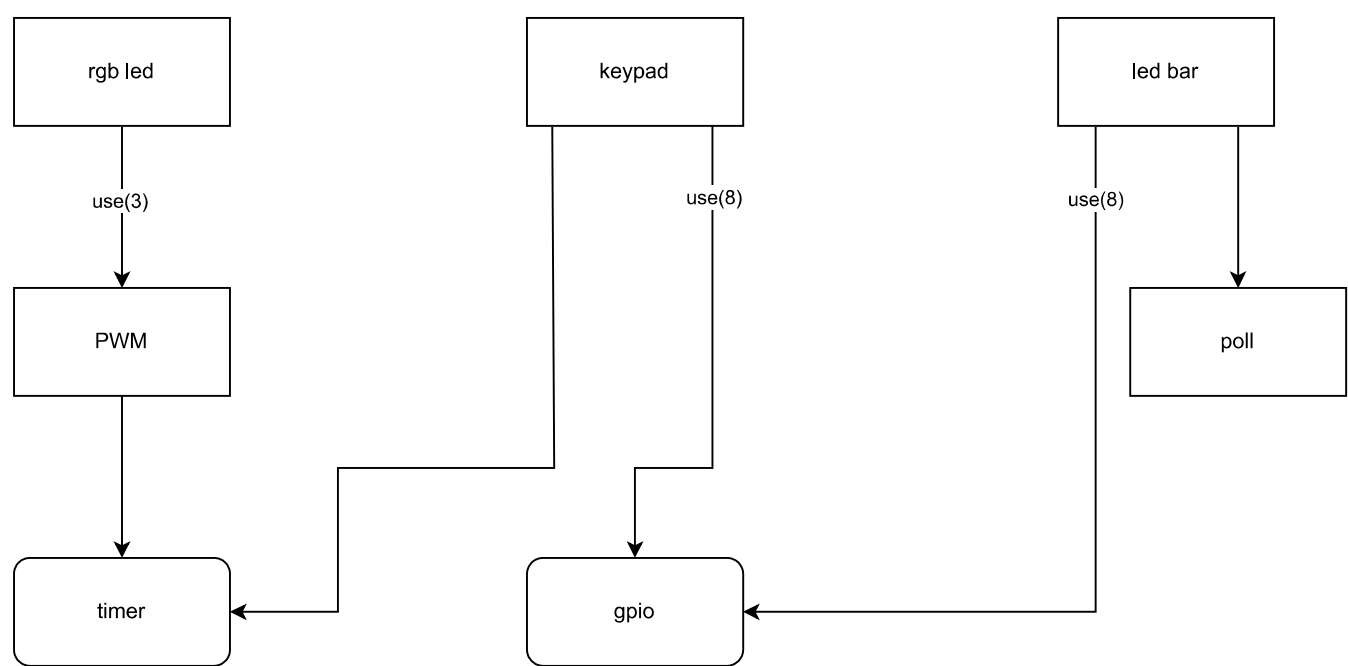 rgb led
keypad
led bar
use(3)
use(8)
use(8)
PWM
poll
timer
gpio